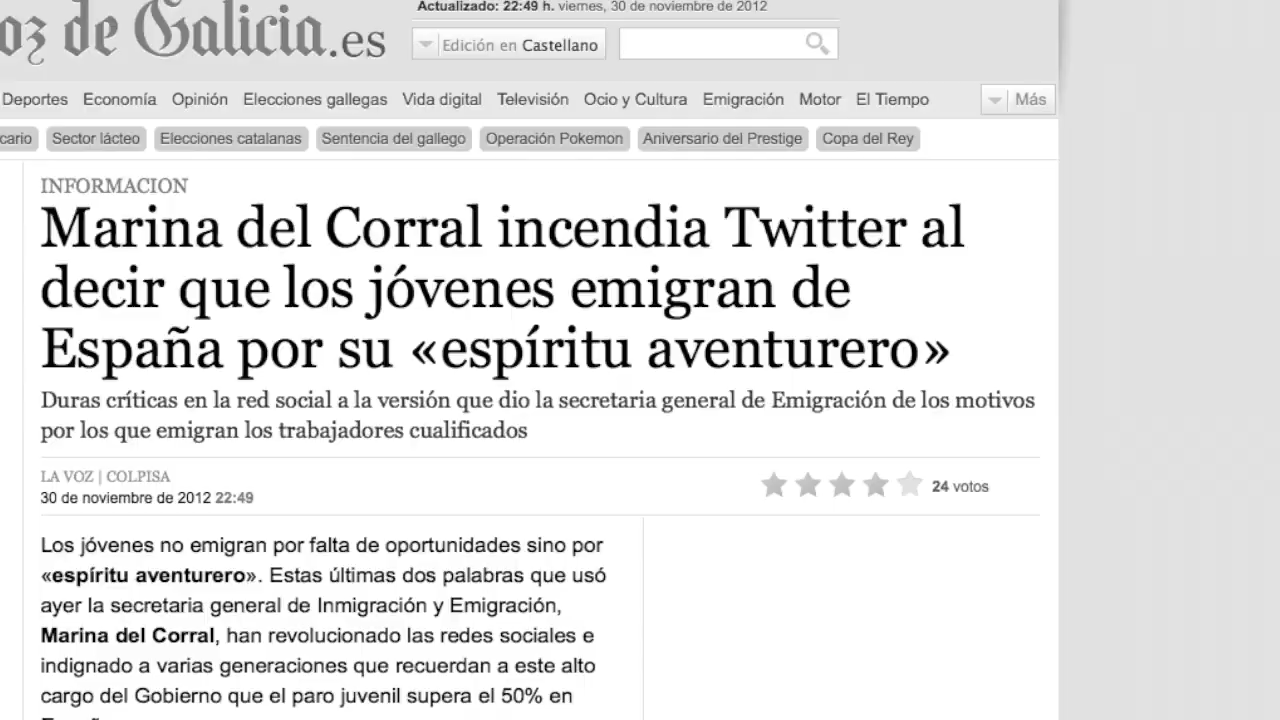 oz de Galicia.es
Actualizado: 22:49 h. viernes, 30 de noviembre de 2012
Edición en Castellano
Deportes Economía Opinión Elecciones gallegas Vida digital Televisión Ocio y Cultura Emigración Motor El Tiempo Más
cario Sector lácteo Elecciones catalanas Sentencia del gallego Operación Pokemon Aniversario del Prestige Copa del Rey
INFORMACION
Marina del Corral incendia Twitter al
decir que los jóvenes emigran de
España por su «espíritu aventurero»
Duras críticas en la red social a la versión que dio la secretaria general de Emigración de los motivos
por los que emigran los trabajadores cualificados
LA VOZ | COLPISA
30 de noviembre de 2012 22:49
24 votos
Los jóvenes no emigran por falta de oportunidades sino por
«espíritu aventurero». Estas últimas dos palabras que usó
ayer la secretaria general de Inmigración y Emigración,
Marina del Corral, han revolucionado las redes sociales e
indignado a varias generaciones que recuerdan a este alto
cargo del Gobierno que el paro juvenil supera el 50% en